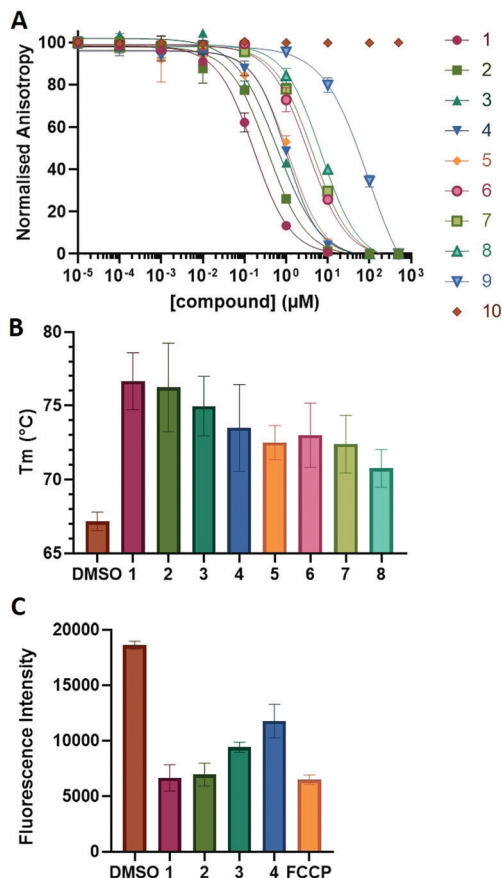 A
Normalised Anisotropy
100
80
60
40
20
0
10⁻⁵ 10⁻⁴ 10⁻³ 10⁻² 10⁻¹ 10⁰ 10¹ 10² 10³
[compound] (µM)
1
2
3
4
5
6
7
8
9
10
B
Tm (°C)
80
75
70
65
DMSO 1 2 3 4 5 6 7 8
C
Fluorescence Intensity
20000
15000
10000
5000
0
DMSO 1 2 3 4 FCCP